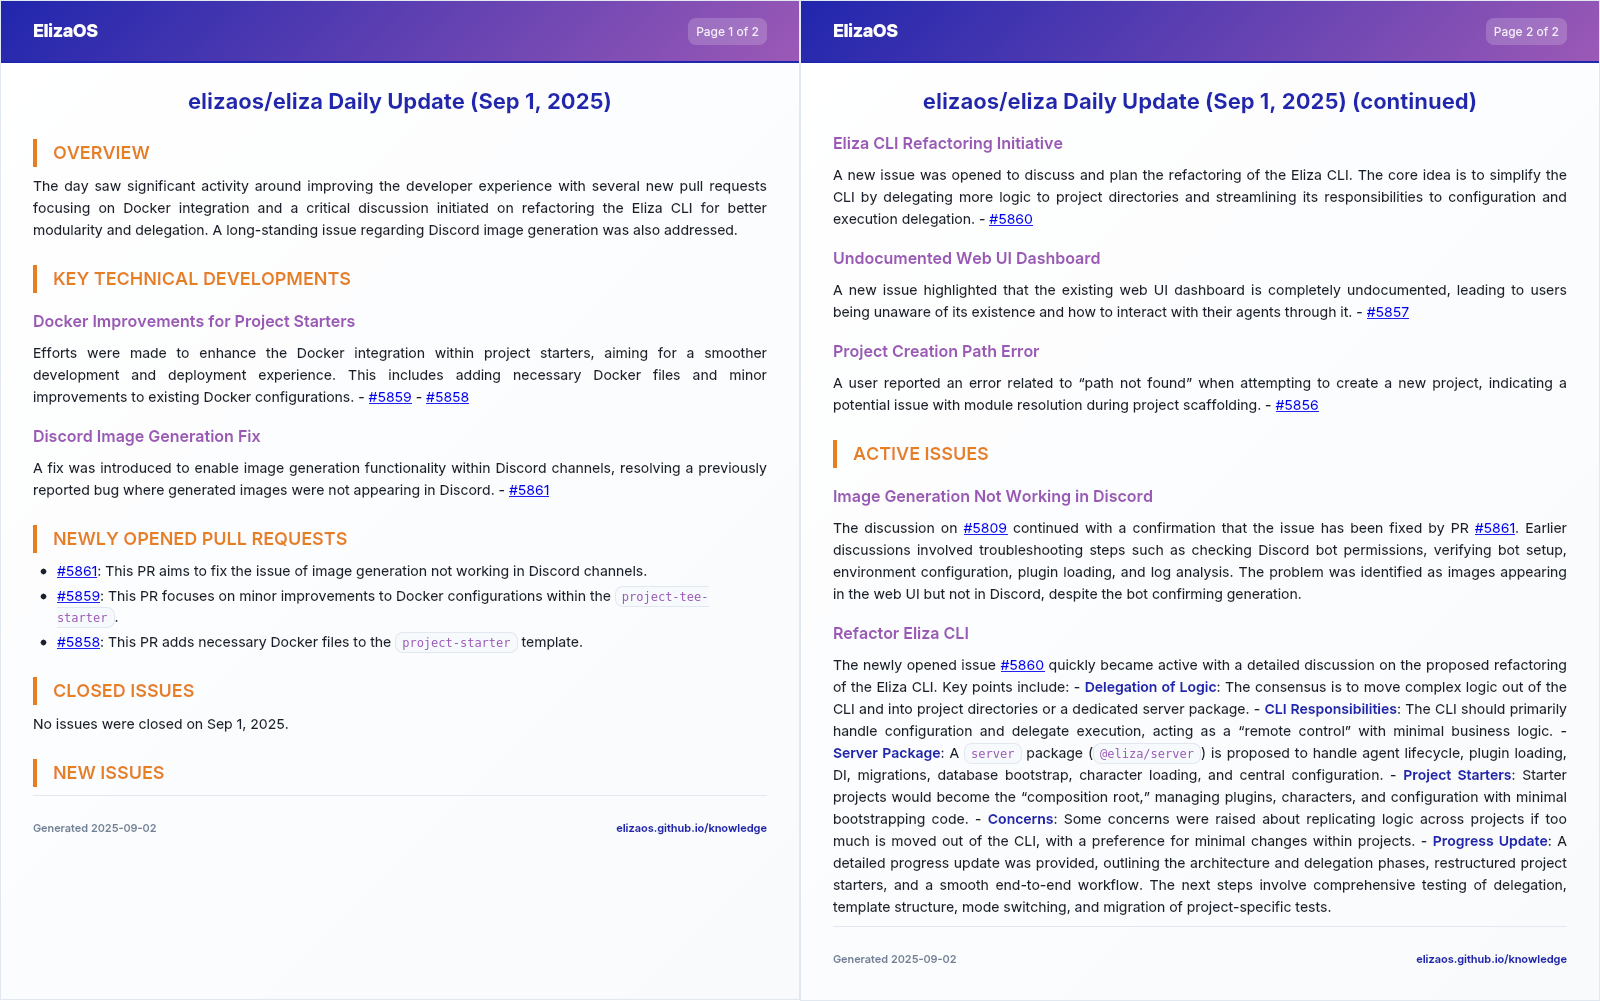 ElizaOS
Page 1 of 2
elizaos/eliza Daily Update (Sep 1, 2025)
OVERVIEW
The day saw significant activity around improving the developer experience with several new pull requests
focusing on Docker integration and a critical discussion initiated on refactoring the Eliza CLI for better
modularity and delegation. A long-standing issue regarding Discord image generation was also addressed.
KEY TECHNICAL DEVELOPMENTS
Docker Improvements for Project Starters
Efforts were made to enhance the Docker integration within project starters, aiming for a smoother
development and deployment experience. This includes adding necessary Docker files and minor
improvements to existing Docker configurations. - #5859 - #5858
Discord Image Generation Fix
A fix was introduced to enable image generation functionality within Discord channels, resolving a previously
reported bug where generated images were not appearing in Discord. - #5861
NEWLY OPENED PULL REQUESTS
• #5861: This PR aims to fix the issue of image generation not working in Discord channels.
• #5859: This PR focuses on minor improvements to Docker configurations within the project-tee-
starter.
• #5858: This PR adds necessary Docker files to the project-starter template.
CLOSED ISSUES
No issues were closed on Sep 1, 2025.
NEW ISSUES
Generated 2025-09-02
elizaos.github.io/knowledge
ElizaOS
Page 2 of 2
elizaos/eliza Daily Update (Sep 1, 2025) (continued)
Eliza CLI Refactoring Initiative
A new issue was opened to discuss and plan the refactoring of the Eliza CLI. The core idea is to simplify the
CLI by delegating more logic to project directories and streamlining its responsibilities to configuration and
execution delegation. - #5860
Undocumented Web UI Dashboard
A new issue highlighted that the existing web UI dashboard is completely undocumented, leading to users
being unaware of its existence and how to interact with their agents through it. - #5857
Project Creation Path Error
A user reported an error related to “path not found” when attempting to create a new project, indicating a
potential issue with module resolution during project scaffolding. - #5856
ACTIVE ISSUES
Image Generation Not Working in Discord
The discussion on #5809 continued with a confirmation that the issue has been fixed by PR #5861. Earlier
discussions involved troubleshooting steps such as checking Discord bot permissions, verifying bot setup,
environment configuration, plugin loading, and log analysis. The problem was identified as images appearing
in the web UI but not in Discord, despite the bot confirming generation.
Refactor Eliza CLI
The newly opened issue #5860 quickly became active with a detailed discussion on the proposed refactoring
of the Eliza CLI. Key points include: - Delegation of Logic: The consensus is to move complex logic out of the
CLI and into project directories or a dedicated server package. - CLI Responsibilities: The CLI should primarily
handle configuration and delegate execution, acting as a “remote control” with minimal business logic. -
Server Package: A server package (@eliza/server) is proposed to handle agent lifecycle, plugin loading,
DI, migrations, database bootstrap, character loading, and central configuration. - Project Starters: Starter
projects would become the “composition root,” managing plugins, characters, and configuration with minimal
bootstrapping code. - Concerns: Some concerns were raised about replicating logic across projects if too
much is moved out of the CLI, with a preference for minimal changes within projects. - Progress Update: A
detailed progress update was provided, outlining the architecture and delegation phases, restructured project
starters, and a smooth end-to-end workflow. The next steps involve comprehensive testing of delegation,
template structure, mode switching, and migration of project-specific tests.
Generated 2025-09-02
elizaos.github.io/knowledge